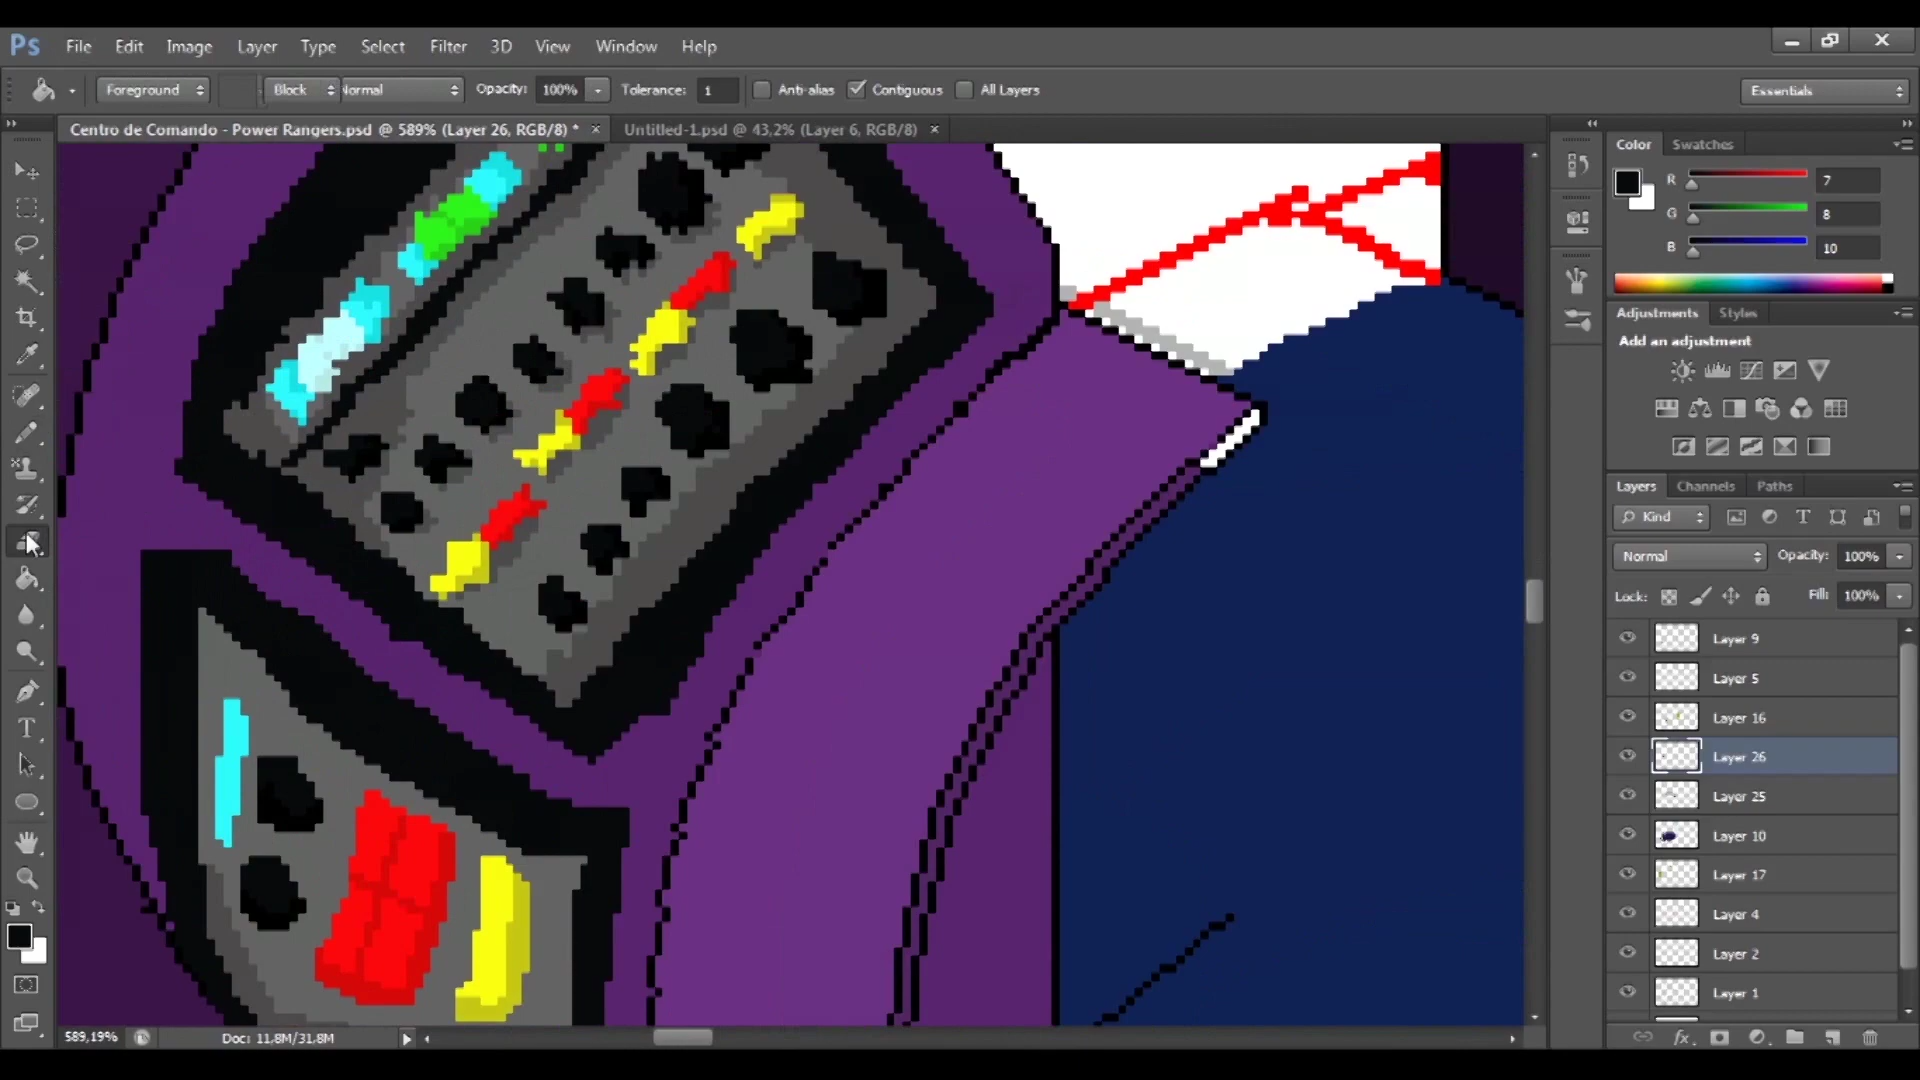 Ps File Edit Image Layer Type Select Filter 3D View Window Help
Foreground Block Normal Opacity: 100% Tolerance: 1 Anti-alias Contiguous All Layers Essentials
Centro de Comando - Power Rangers.psd @ 589% (Layer 26, RGB/8) * × Untitled-1.psd @ 43,2% (Layer 6, RGB/8) ×
Color Swatches
R 7
G 8
B 10
Adjustments Styles
Add an adjustment
Layers Channels Paths
Kind
Normal Opacity: 100%
Lock: Fill: 100%
Layer 9
Layer 5
Layer 16
Layer 26
Layer 25
Layer 10
Layer 17
Layer 4
Layer 2
Layer 1
589,19% Doc: 11,8M/31,8M